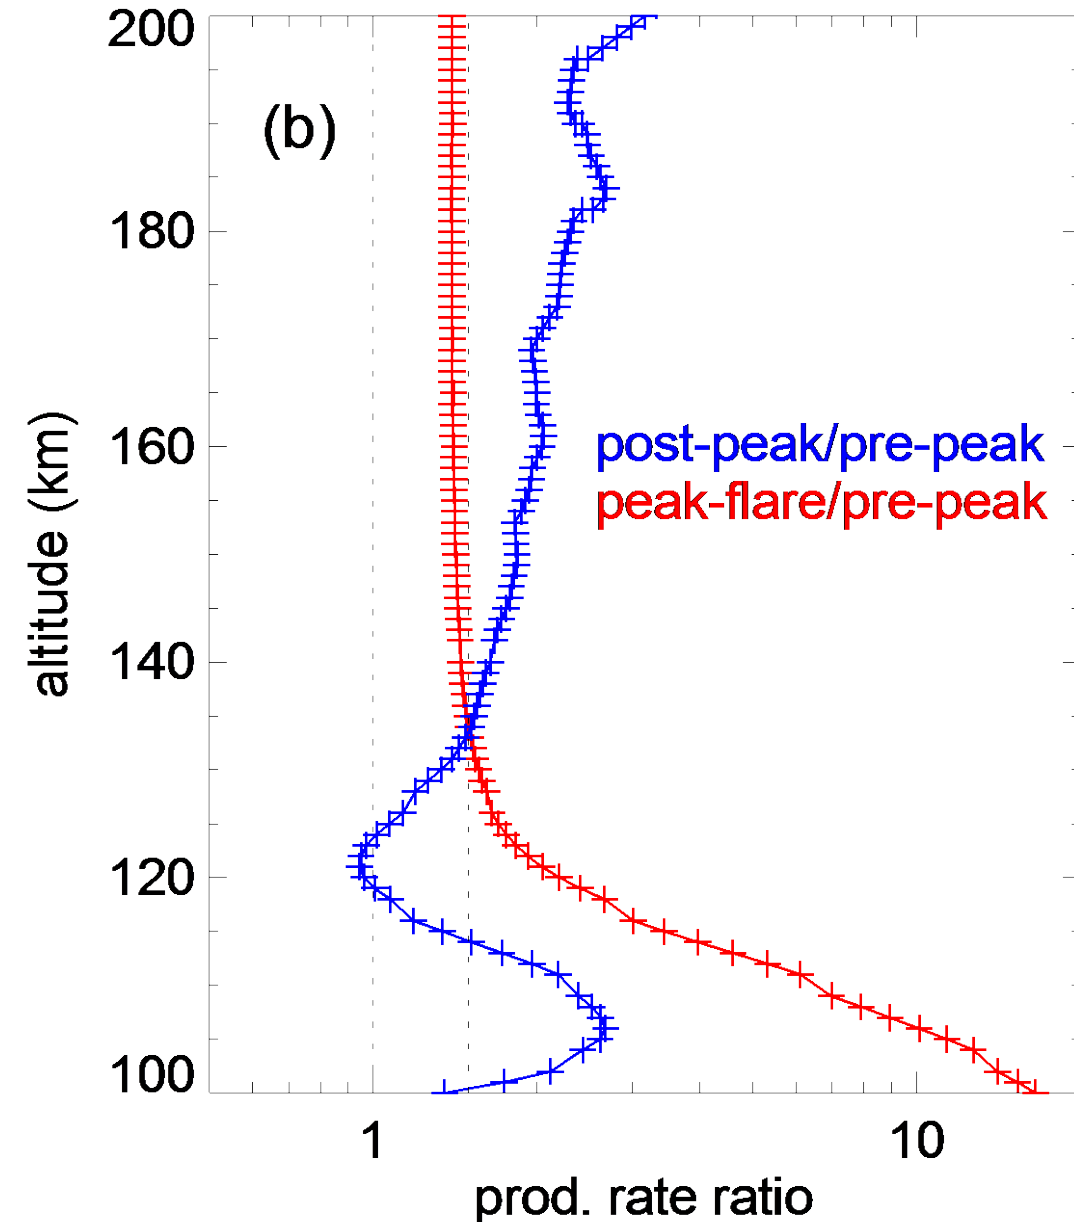 200
(b)
180
160
140
120
100
altitude (km)
post-peak/pre-peak
peak-flare/pre-peak
1
10
prod. rate ratio